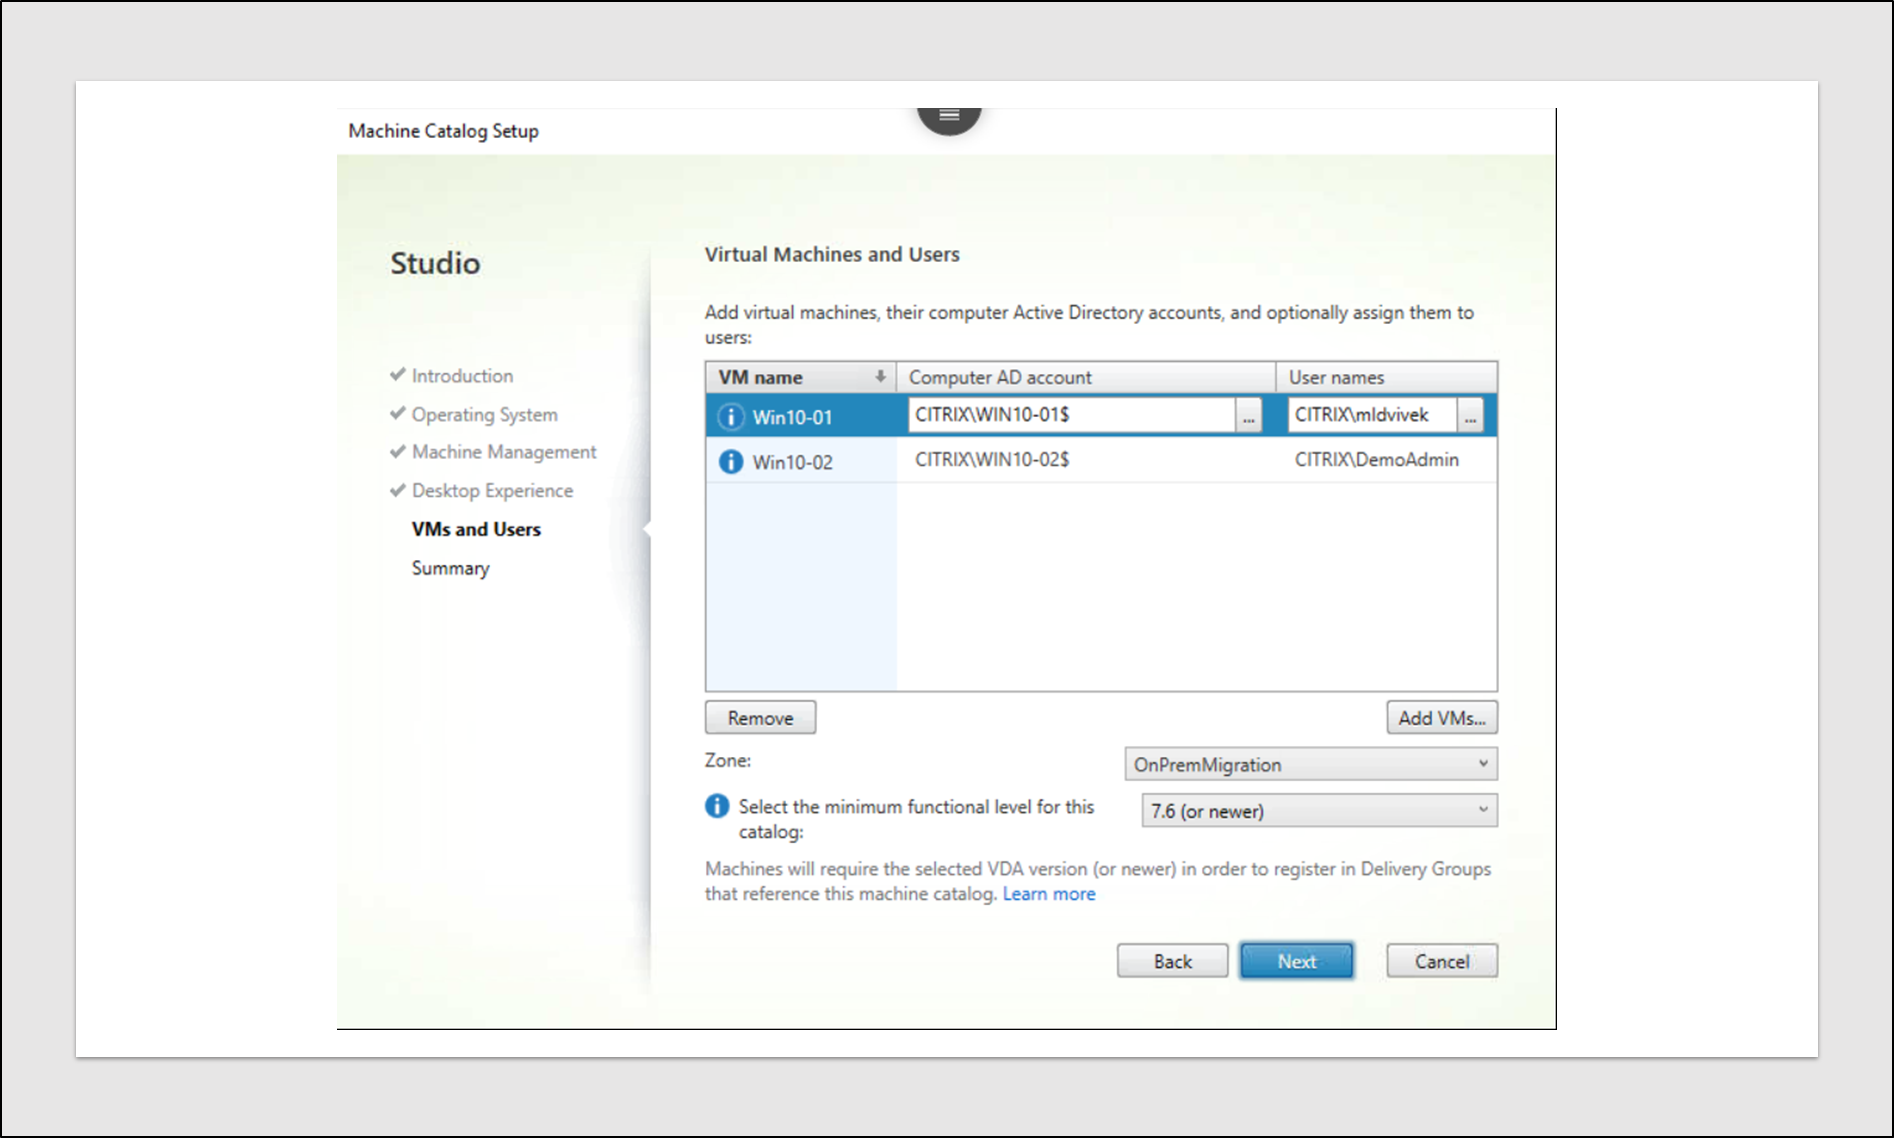 Machine Catalog Setup
Studio
Introduction
Operating System
Machine Management
Desktop Experience
VMs and Users
Summary
Virtual Machines and Users
Add virtual machines, their computer Active Directory accounts, and optionally assign them to
users:
VM name Computer AD account User names
Win10-01 CITRIX\WIN10-01$ ... CITRIX\mldvivek ...
Win10-02 CITRIX\WIN10-02$ CITRIX\DemoAdmin
Remove Add VMs...
Zone: OnPremMigration
Select the minimum functional level for this 7.6 (or newer)
catalog:
Machines will require the selected VDA version (or newer) in order to register in Delivery Groups
that reference this machine catalog. Learn more
Back Next Cancel